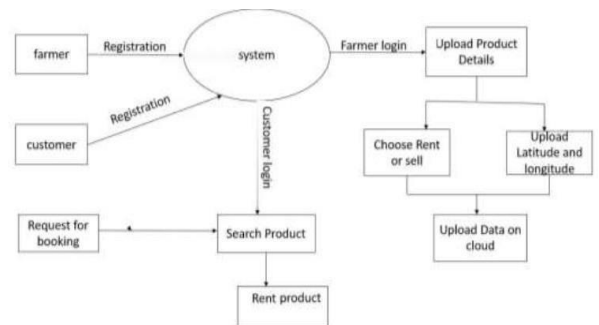 farmer
Registration
system
Farmer login
Upload Product
Details
Registration
customer
Customer login
Choose Rent
or sell
Upload
Latitude and
longitude
Request for
booking
Search Product
Upload Data on
cloud
Rent product